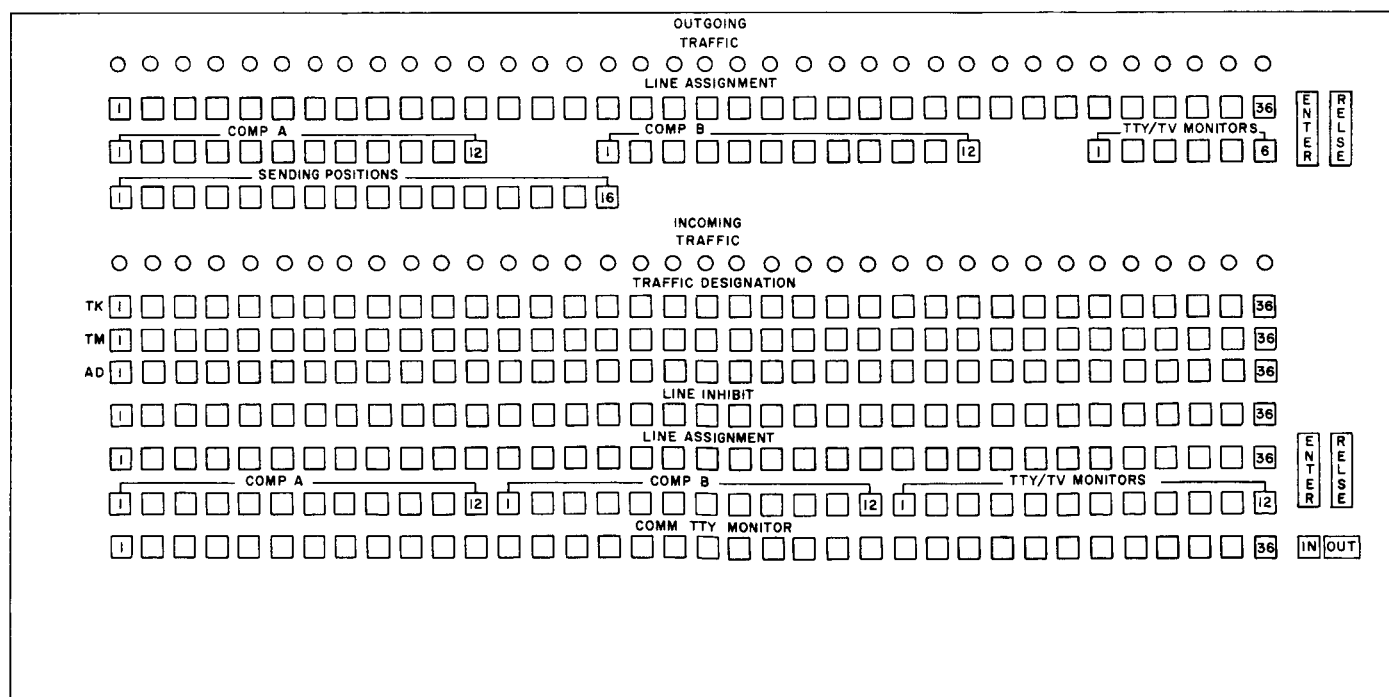 OUTGOING
TRAFFIC
LINE ASSIGNMENT
1 36
COMP A COMP B TTY/TV MONITORS
1 12 1 12 1 6
ENTER RELSE
SENDING POSITIONS
1 16
INCOMING
TRAFFIC
TRAFFIC DESIGNATION
TK 1 36
TM 1 36
AD 1 36
LINE INHIBIT
1 36
LINE ASSIGNMENT
1 36
COMP A COMP B TTY/TV MONITORS
1 12 1 12 1 12
ENTER RELSE
COMM TTY MONITOR
1 36 IN OUT